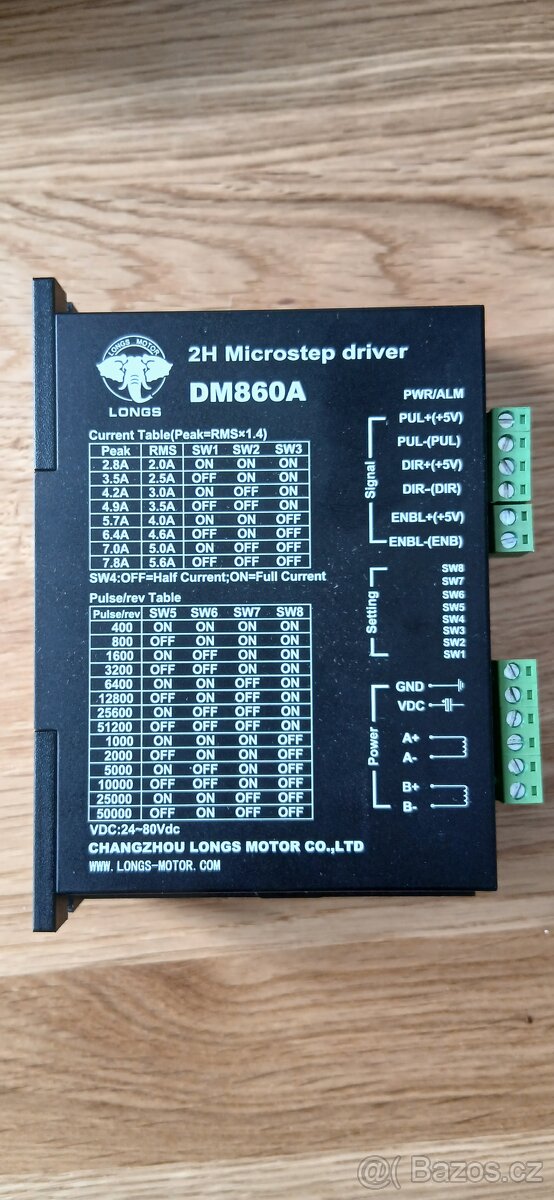 LONGS MOTOR
LONGS
2H Microstep driver
DM860A
Current Table(Peak=RMS×1.4)
Peak RMS SW1 SW2 SW3
2.8A 2.0A ON ON ON
3.5A 2.5A OFF ON ON
4.2A 3.0A ON OFF ON
4.9A 3.5A OFF OFF ON
5.7A 4.0A ON ON OFF
6.4A 4.6A OFF ON OFF
7.0A 5.0A ON OFF OFF
7.8A 5.6A OFF OFF OFF
SW4:OFF=Half Current;ON=Full Current
Pulse/rev Table
Pulse/rev SW5 SW6 SW7 SW8
400 ON ON ON ON
800 OFF ON ON ON
1600 ON OFF ON ON
3200 OFF OFF ON ON
6400 ON ON OFF ON
12800 OFF ON OFF ON
25600 ON OFF OFF ON
51200 OFF OFF OFF ON
1000 ON ON ON OFF
2000 OFF ON ON OFF
5000 ON OFF ON OFF
10000 OFF OFF ON OFF
25000 ON ON OFF OFF
50000 OFF ON OFF OFF
VDC:24~80Vdc
CHANGZHOU LONGS MOTOR CO.,LTD
WWW.LONGS-MOTOR.COM
PWR/ALM
Signal
PUL+(+5V)
PUL-(PUL)
DIR+(+5V)
DIR-(DIR)
ENBL+(+5V)
ENBL-(ENB)
Setting
SW8
SW7
SW6
SW5
SW4
SW3
SW2
SW1
Power
GND
VDC
A+
A-
B+
B-
@ Bazos.cz